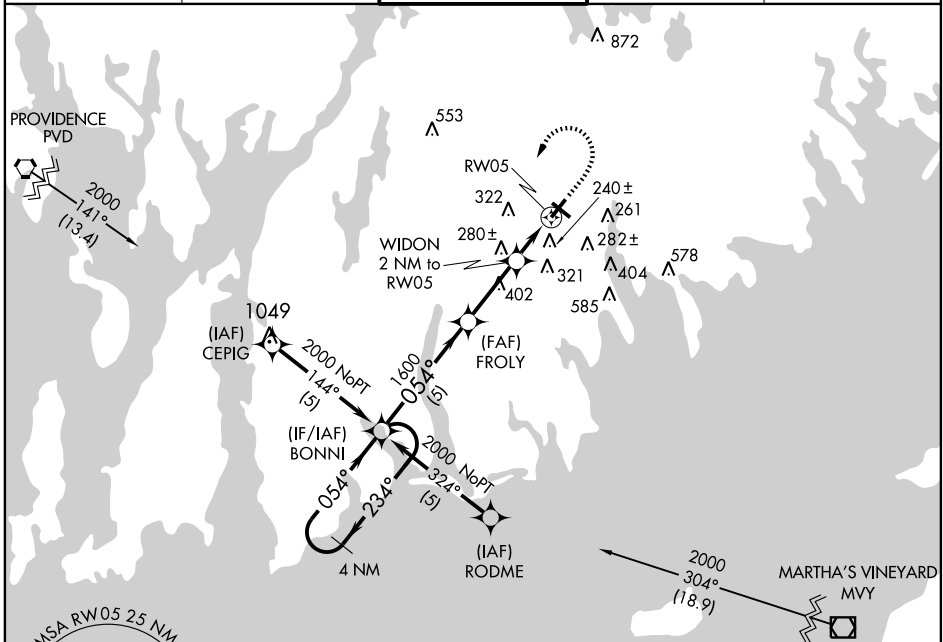 872
PROVIDENCE
PVD
553
2000
141°
(13.4)
RW05
240±
322
261
WIDON
2 NM to
RW05
280±
282±
578
321
404
402
585
1049
(IAF)
CEPIG
2000 NoPT
144°
(5)
(FAF)
FROLY
1600
054°
(5)
(IF/IAF)
BONNI
2000 NoPT
324°
(5)
054°
234°
4 NM
(IAF)
RODME
2000
304°
(18.9)
MARTHA'S VINEYARD
MVY
MSA RW05 25 NM